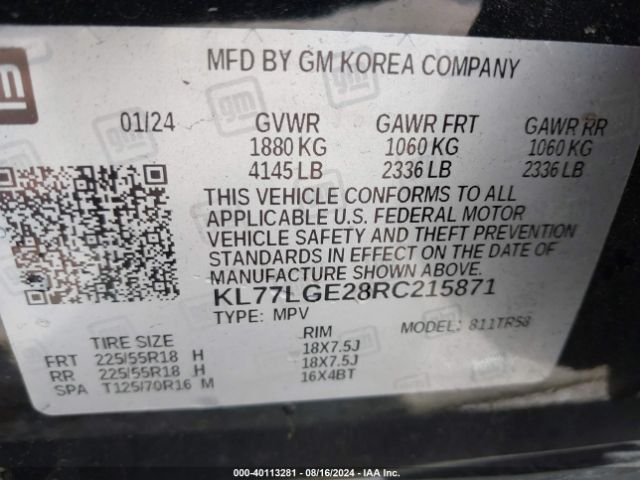 gm
MFD BY GM KOREA COMPANY
01/24 GVWR GAWR FRT GAWR RR
1880 KG 1060 KG 1060 KG
4145 LB 2336 LB 2336 LB
THIS VEHICLE CONFORMS TO ALL
APPLICABLE U.S. FEDERAL MOTOR
VEHICLE SAFETY AND THEFT PREVENTION
STANDARDS IN EFFECT ON THE DATE OF
MANUFACTURE SHOWN ABOVE.
KL77LGE28RC215871
TYPE: MPV MODEL: 811TR58
TIRE SIZE RIM
FRT 225/55R18 H 18X7.5J
RR 225/55R18 H 18X7.5J
SPA T125/70R16 M 16X4BT
000-40113281 - 08/16/2024 - IAA Inc.